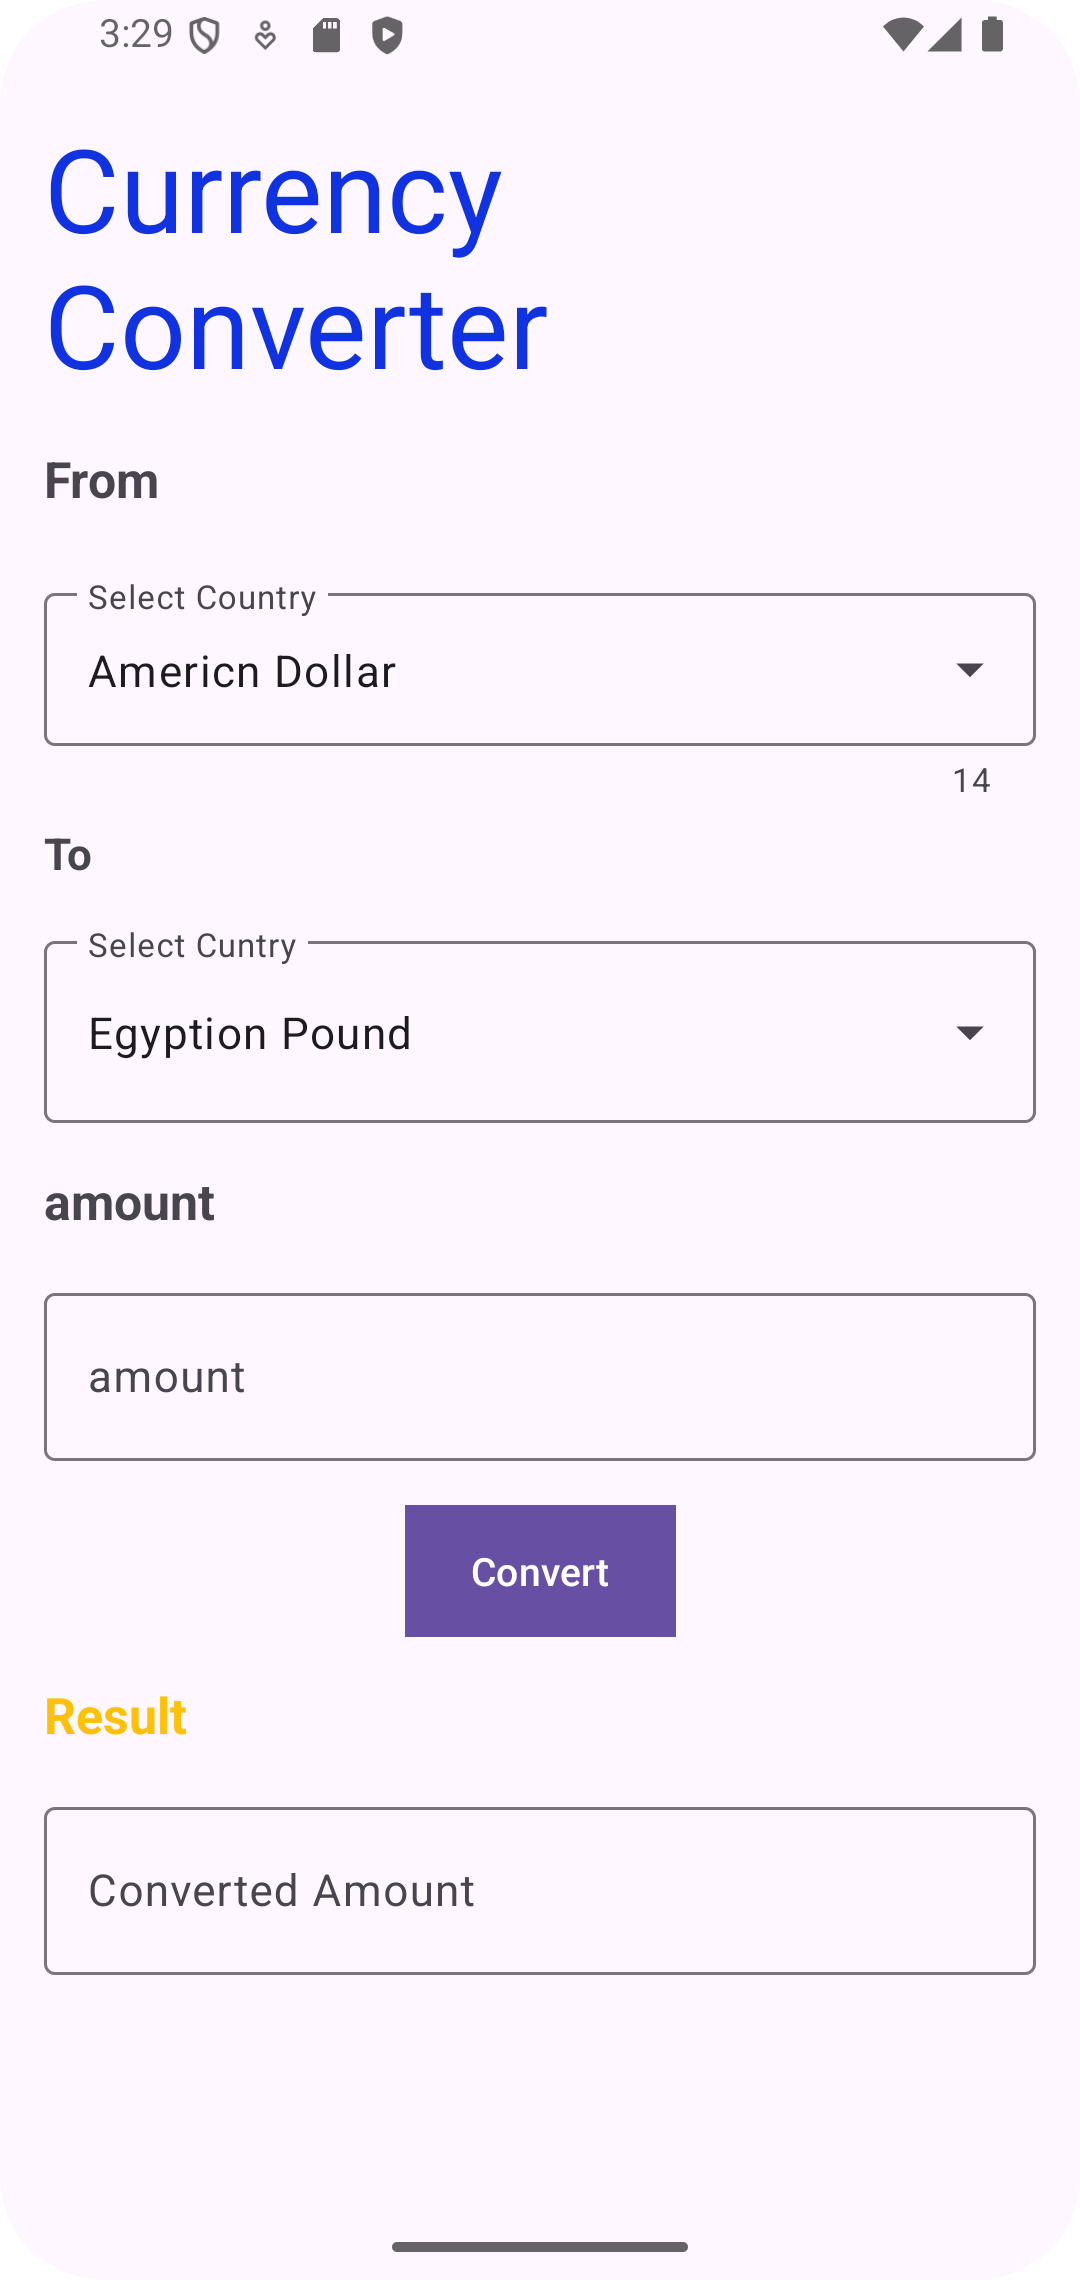 3:29
Currency
Converter
From
Select Country
Americn Dollar
14
To
Select Cuntry
Egyption Pound
amount
amount
Convert
Result
Converted Amount